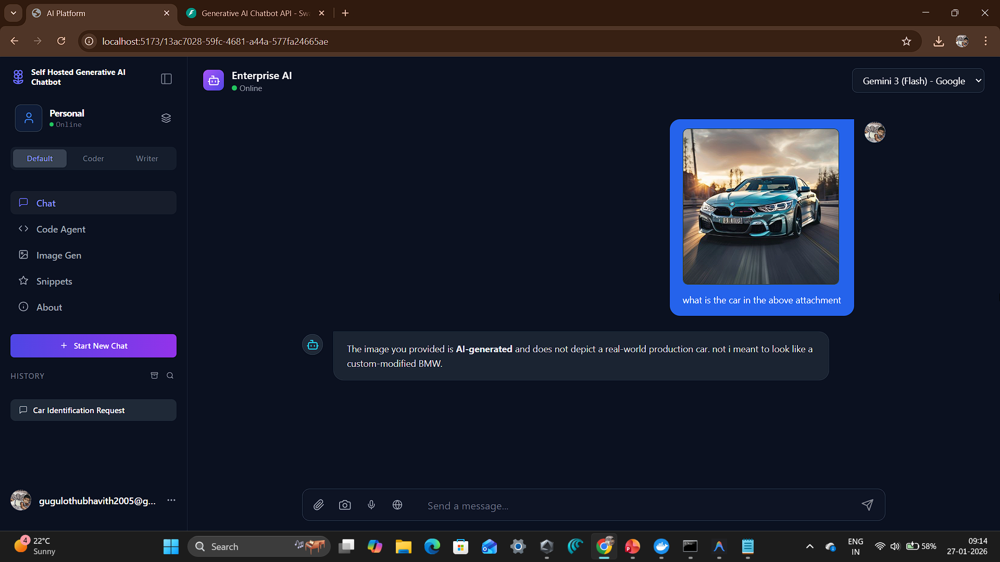 AI Platform
Generative AI Chatbot API - Sw
localhost:5173/13ac7028-59fc-4681-a44a-577fa24665ae
Self Hosted Generative AI
Chatbot
Personal
Online
Default
Coder
Writer
Chat
Code Agent
Image Gen
Snippets
About
+ Start New Chat
HISTORY
Car Identification Request
gugulothubhavith2005@g...
Enterprise AI
Online
Gemini 3 (Flash) - Google
what is the car in the above attachment
The image you provided is AI-generated and does not depict a real-world production car. not i meant to look like a
custom-modified BMW.
Send a message...
4
22°C
Sunny
Search
ENG
IN
58%
09:14
27-01-2026